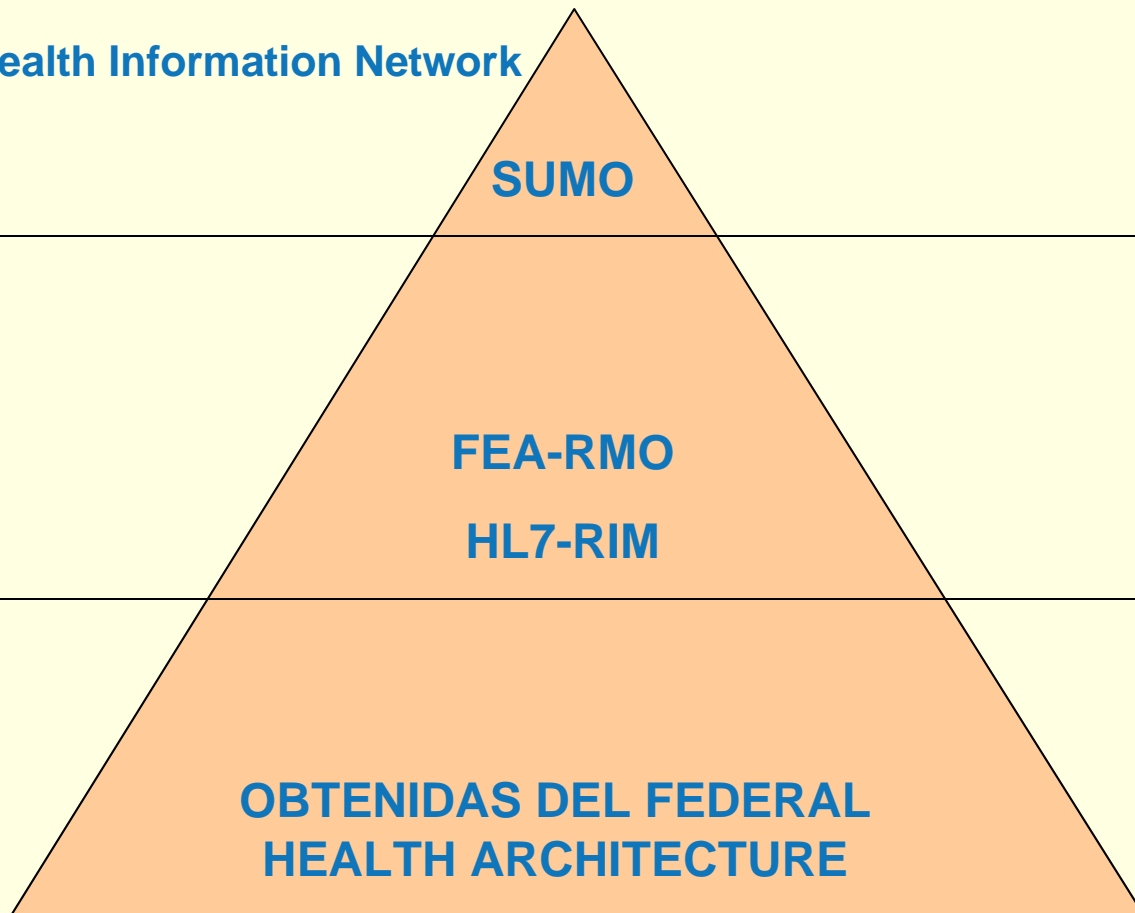 ealth Information Network
SUMO
FEA-RMO
HL7-RIM
OBTENIDAS DEL FEDERAL
HEALTH ARCHITECTURE